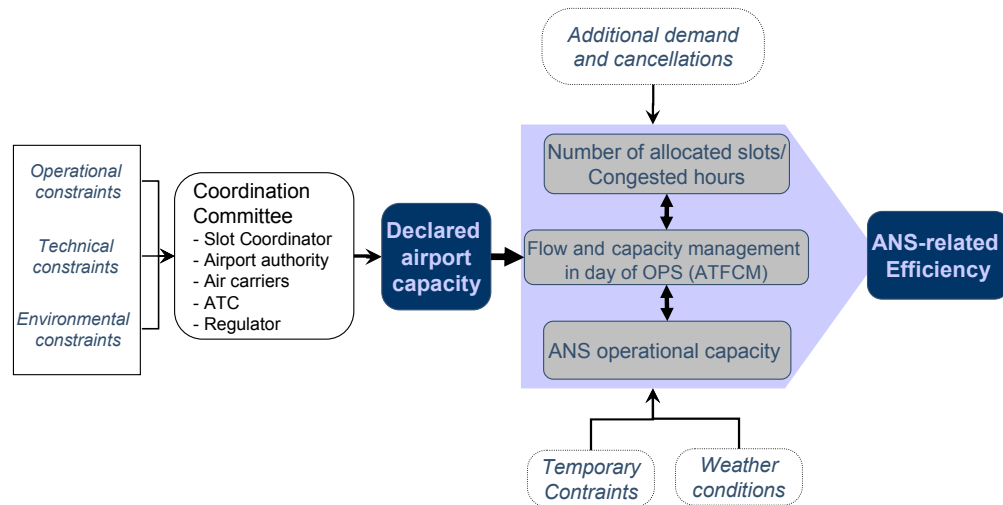 Additional demand
and cancellations
Operational
constraints
Technical
constraints
Environmental
constraints
Coordination
Committee
- Slot Coordinator
- Airport authority
- Air carriers
- ATC
- Regulator
Declared
airport
capacity
Number of allocated slots/
Congested hours
Flow and capacity management
in day of OPS (ATFCM)
ANS operational capacity
ANS-related
Efficiency
Temporary
Contraints
Weather
conditions